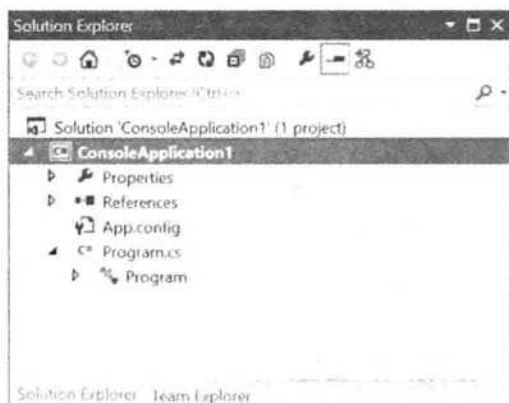 Solution Explorer
Search Solution Explorer (Ctrl+;)
Solution 'ConsoleApplication1' (1 project)
C# ConsoleApplication1
Properties
References
App.config
C# Program.cs
Program
Solution Explorer Team Explorer